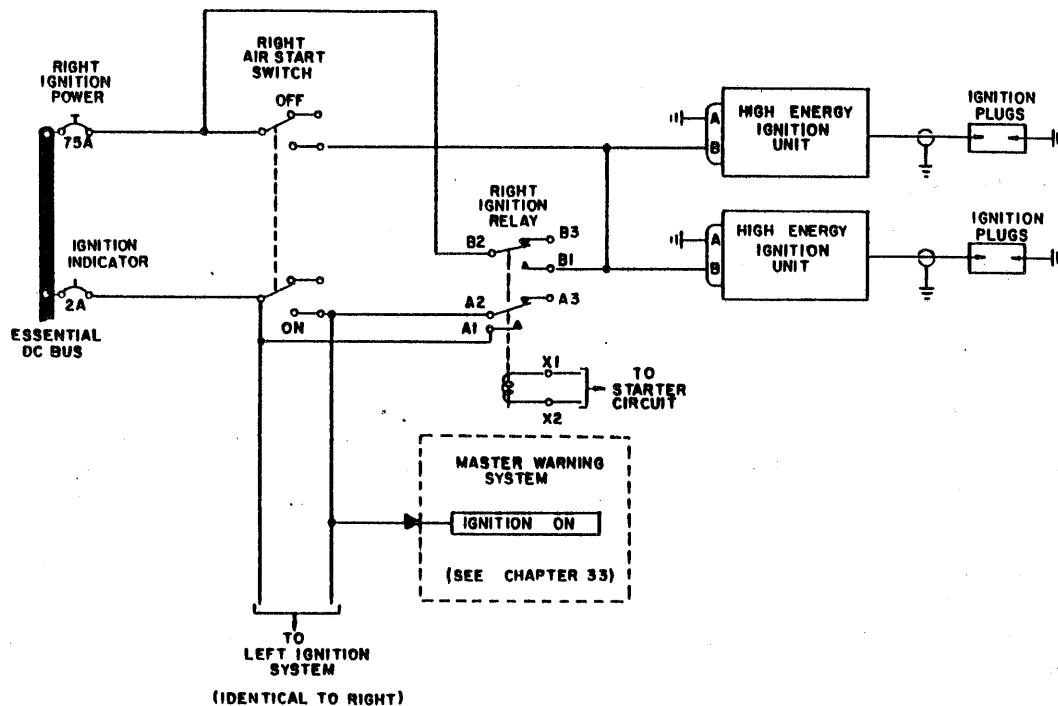 RIGHT
IGNITION
POWER
75A
RIGHT
AIR START
SWITCH
OFF
IGNITION
INDICATOR
2A
ESSENTIAL
DC BUS
ON
RIGHT
IGNITION
RELAY
B2
B3
B1
A2
A3
A1
X1
X2
TO
STARTER
CIRCUIT
A
B
HIGH ENERGY
IGNITION
UNIT
IGNITION
PLUGS
A
B
HIGH ENERGY
IGNITION
UNIT
IGNITION
PLUGS
MASTER WARNING
SYSTEM
IGNITION ON
(SEE CHAPTER 33)
TO
LEFT IGNITION
SYSTEM
(IDENTICAL TO RIGHT)